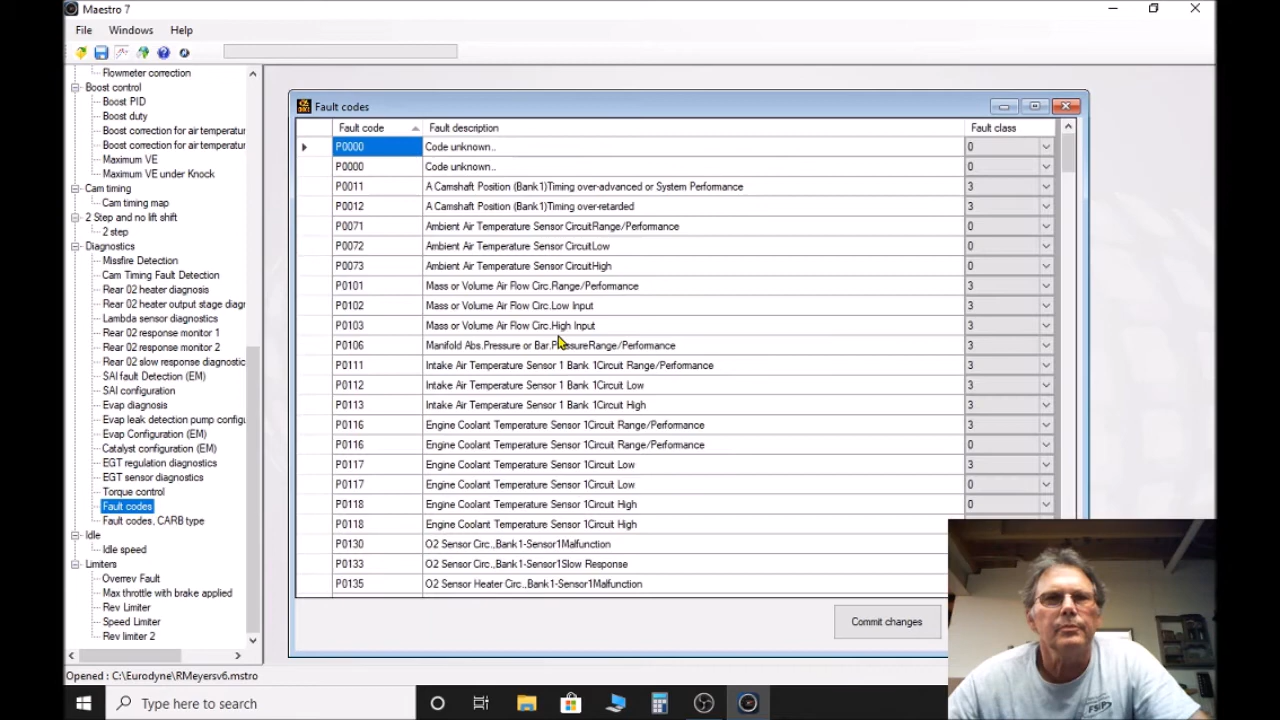 Maestro 7
File Windows Help
Flowmeter correction
Boost control
Boost PID
Boost duty
Boost correction for air temperatur
Boost correction for air temperatur
Maximum VE
Maximum VE under Knock
Cam timing
Cam timing map
2 Step and no lift shift
2 step
Diagnostics
Missfire Detection
Cam Timing Fault Detection
Rear 02 heater diagnosis
Rear 02 heater output stage diagr
Lambda sensor diagnostics
Rear 02 response monitor 1
Rear 02 response monitor 2
Rear 02 slow response diagnostic
SAI fault Detection (EM)
SAI configuration
Evap diagnosis
Evap leak detection pump configu
Evap Configuration (EM)
Catalyst configuration (EM)
EGT regulation diagnostics
EGT sensor diagnostics
Torque control
Fault codes
Fault codes, CARB type
Idle
Idle speed
Limiters
Overrev Fault
Max throttle with brake applied
Rev Limiter
Speed Limiter
Rev limiter 2
Fault codes
Fault code Fault description Fault class
P0000 Code unknown.. 0
P0000 Code unknown.. 0
P0011 A Camshaft Position (Bank1)Timing over-advanced or System Performance 3
P0012 A Camshaft Position (Bank1)Timing over-retarded 3
P0071 Ambient Air Temperature Sensor CircuitRange/Performance 0
P0072 Ambient Air Temperature Sensor CircuitLow 0
P0073 Ambient Air Temperature Sensor CircuitHigh 0
P0101 Mass or Volume Air Flow Circ.Range/Performance 3
P0102 Mass or Volume Air Flow Circ.Low Input 3
P0103 Mass or Volume Air Flow Circ.High Input 3
P0106 Manifold Abs.Pressure or Bar.PressureRange/Performance 3
P0111 Intake Air Temperature Sensor 1 Bank 1Circuit Range/Performance 3
P0112 Intake Air Temperature Sensor 1 Bank 1Circuit Low 3
P0113 Intake Air Temperature Sensor 1 Bank 1Circuit High 3
P0116 Engine Coolant Temperature Sensor 1Circuit Range/Performance 3
P0116 Engine Coolant Temperature Sensor 1Circuit Range/Performance 0
P0117 Engine Coolant Temperature Sensor 1Circuit Low 3
P0117 Engine Coolant Temperature Sensor 1Circuit Low 0
P0118 Engine Coolant Temperature Sensor 1Circuit High 0
P0118 Engine Coolant Temperature Sensor 1Circuit High
P0130 O2 Sensor Circ.,Bank1-Sensor1Malfunction
P0133 O2 Sensor Circ.,Bank1-Sensor1Slow Response
P0135 O2 Sensor Heater Circ.,Bank1-Sensor1Malfunction
Commit changes
Opened : C:\Eurodyne\RMeyersv6.mstro
Type here to search